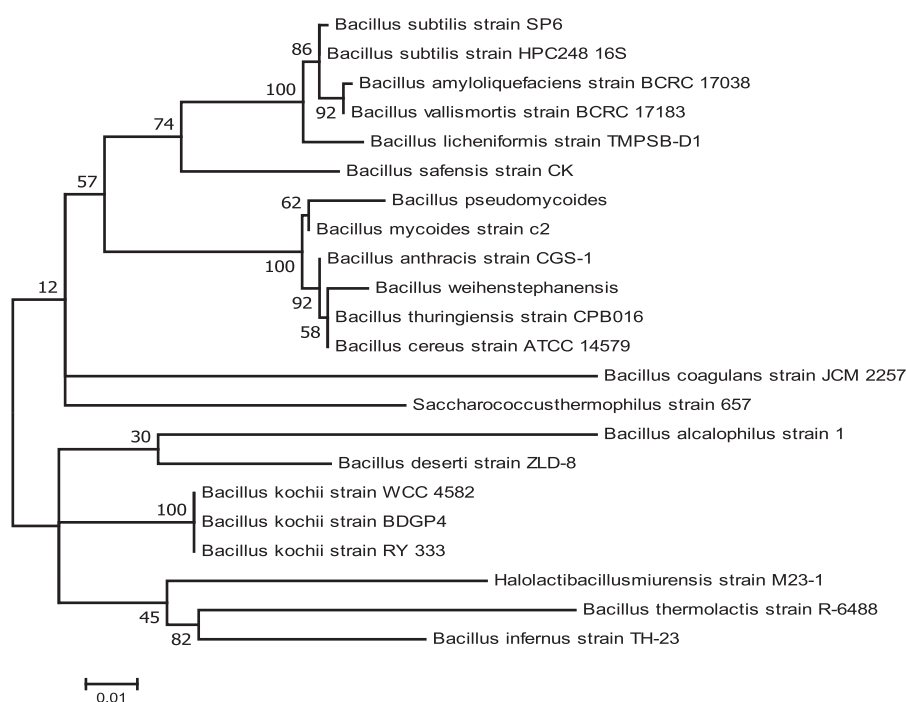 Bacillus subtilis strain SP6
86
Bacillus subtilis strain HPC248 16S
Bacillus amyloliquefaciens strain BCRC 17038
100
92
Bacillus vallismortis strain BCRC 17183
74
Bacillus licheniformis strain TMPSB-D1
Bacillus safensis strain CK
57
62
Bacillus pseudomycoides
Bacillus mycoides strain c2
100
Bacillus anthracis strain CGS-1
12
92
Bacillus weihenstephanensis
Bacillus thuringiensis strain CPB016
58
Bacillus cereus strain ATCC 14579
Bacillus coagulans strain JCM 2257
Saccharococcusthermophilus strain 657
30
Bacillus alcalophilus strain 1
Bacillus deserti strain ZLD-8
Bacillus kochii strain WCC 4582
100
Bacillus kochii strain BDGP4
Bacillus kochii strain RY 333
Halolactibacillusmiurensis strain M23-1
45
Bacillus thermolactis strain R-6488
82
Bacillus infernus strain TH-23
0.01